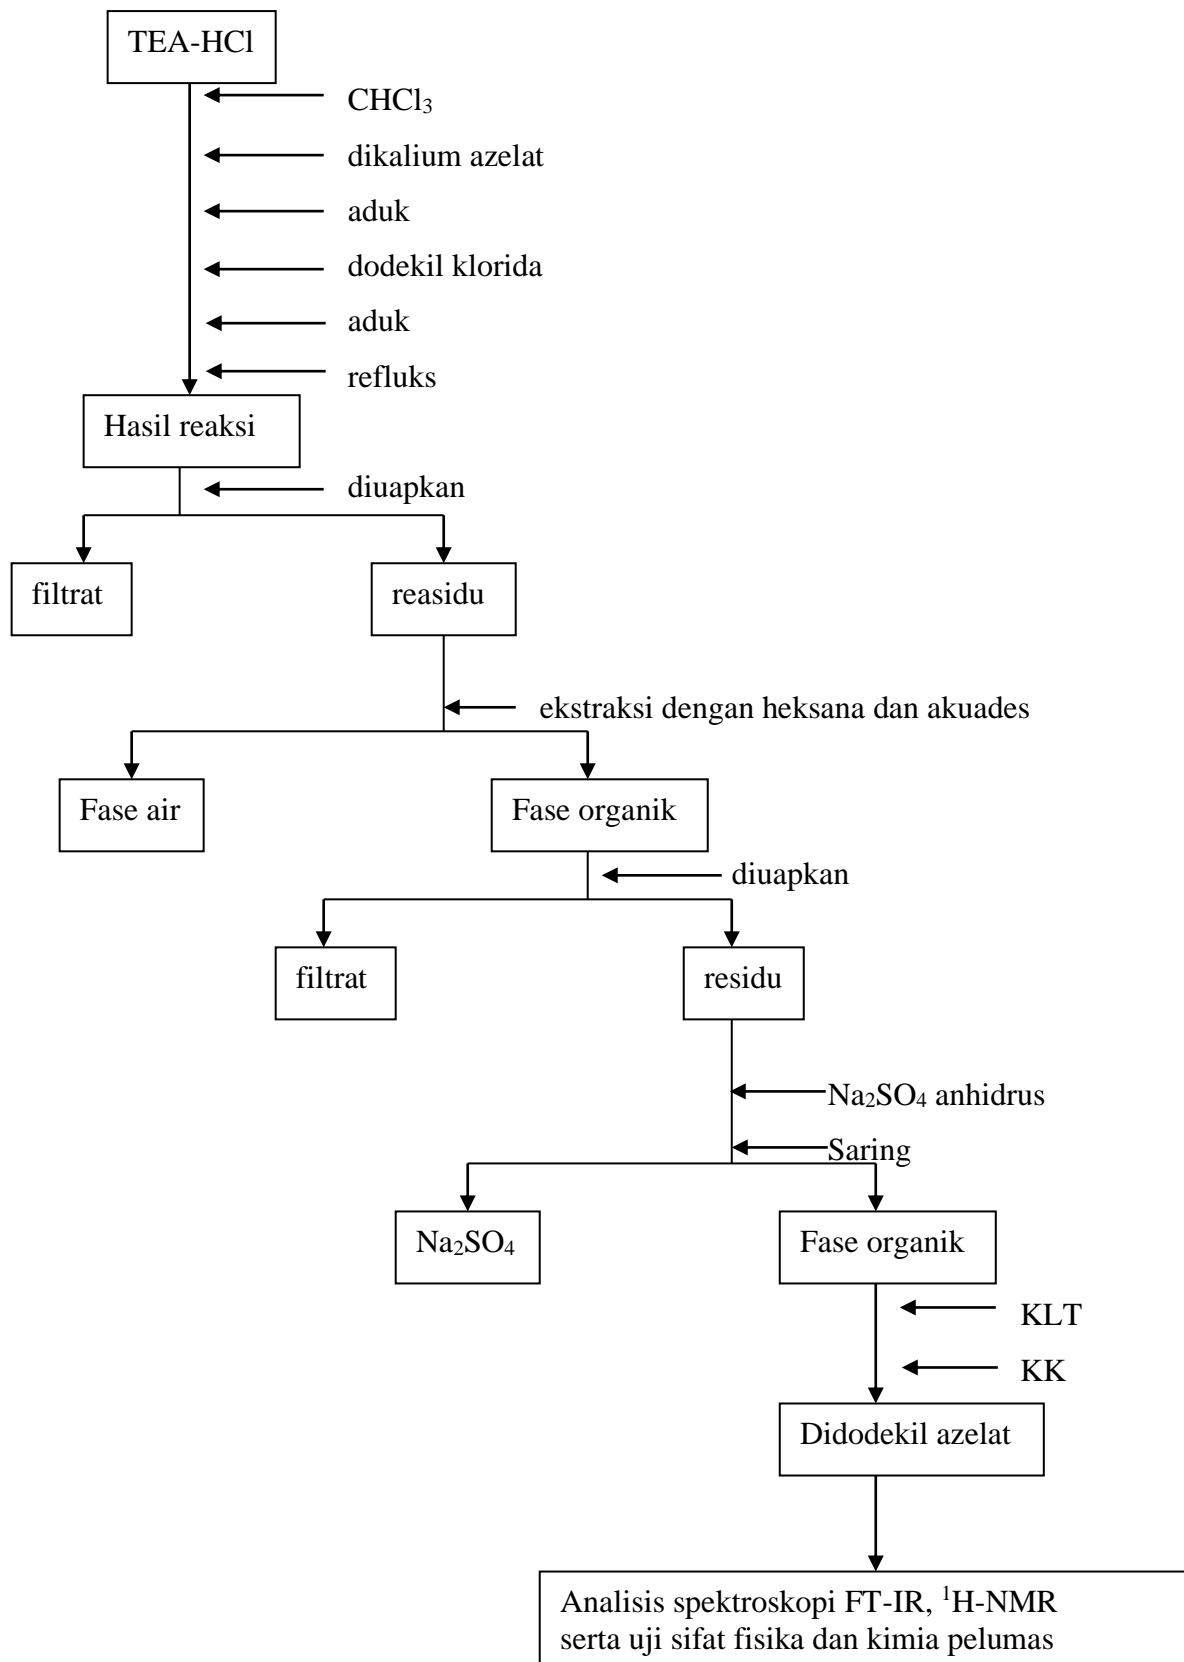 TEA-HCl
CHCl₃
dikalium azelat
aduk
dodekil klorida
aduk
refluks
Hasil reaksi
diuapkan
filtrat
reasidu
ekstraksi dengan heksana dan akuades
Fase air
Fase organik
diuapkan
filtrat
residu
Na₂SO₄ anhidrus
Saring
Na₂SO₄
Fase organik
KLT
KK
Didodekil azelat
Analisis spektroskopi FT-IR, ¹H-NMR
serta uji sifat fisika dan kimia pelumas